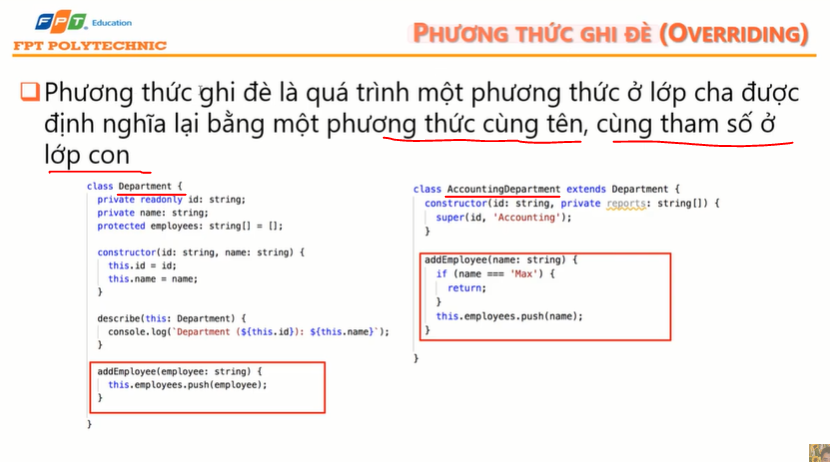 FPT Education
FPT POLYTECHNIC
PHƯƠNG THỨC GHI ĐÈ (OVERRIDING)
Phương thức ghi đè là quá trình một phương thức ở lớp cha được
định nghĩa lại bằng một phương thức cùng tên, cùng tham số ở
lớp con
class Department {
private readonly id: string;
private name: string;
protected employees: string[] = [];
constructor(id: string, name: string) {
this.id = id;
this.name = name;
}
describe(this: Department) {
console.log(`Department (${this.id}): ${this.name}`);
}
addEmployee(employee: string) {
this.employees.push(employee);
}
}
class AccountingDepartment extends Department {
constructor(id: string, private reports: string[]) {
super(id, 'Accounting');
}
addEmployee(name: string) {
if (name === 'Max') {
return;
}
this.employees.push(name);
}
}